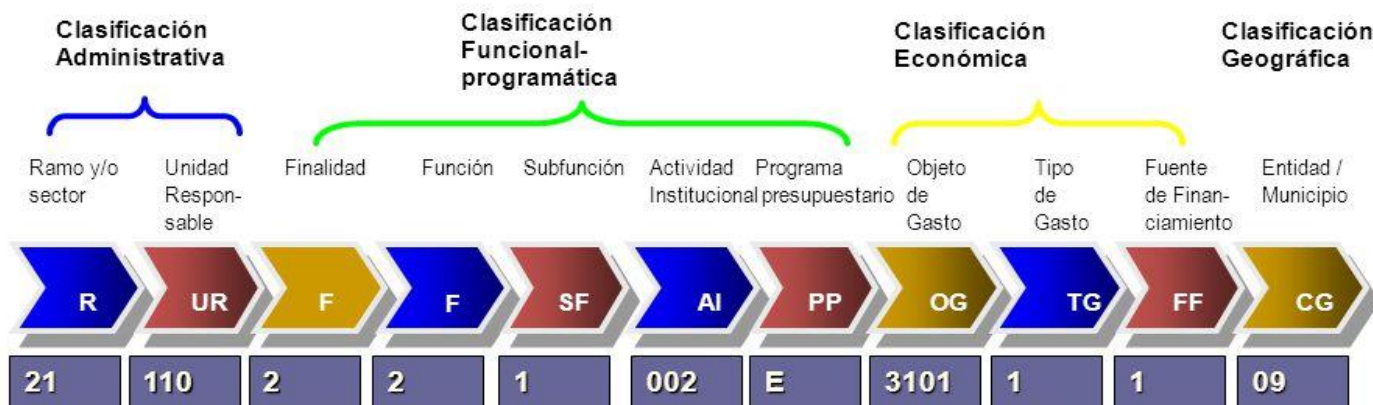 Clasificación
Administrativa
Clasificación
Funcional-
programática
Clasificación
Económica
Clasificación
Geográfica
Ramo y/o
sector
Unidad
Respon-
sable
Finalidad
Función
Subfunción
Actividad
Institucional
Programa
presupuestario
Objeto
de
Gasto
Tipo
de
Gasto
Fuente
de Finan-
ciamiento
Entidad /
Municipio
R
UR
F
F
SF
AI
PP
OG
TG
FF
CG
21
110
2
2
1
002
E
3101
1
1
09